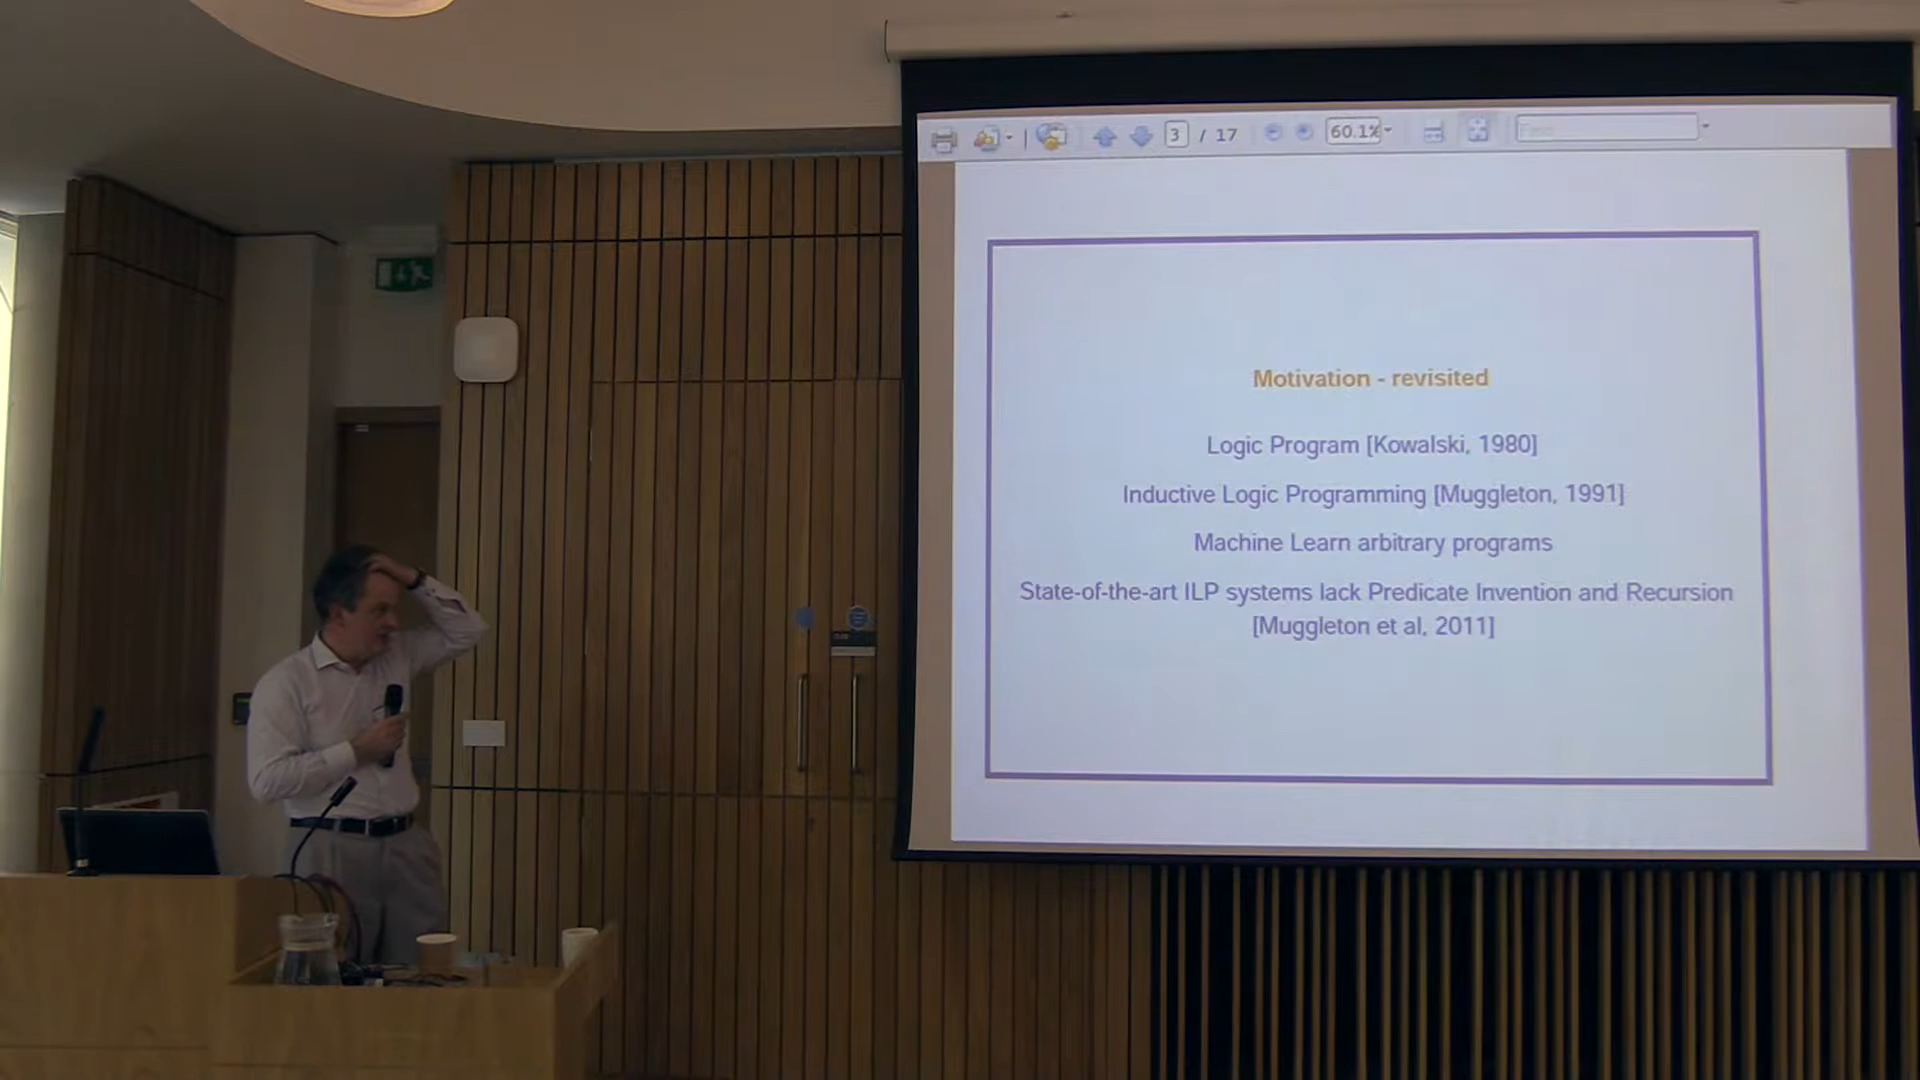 3 / 17
60.1%
Motivation - revisited
Logic Program [Kowalski, 1980]
Inductive Logic Programming [Muggleton, 1991]
Machine Learn arbitrary programs
State-of-the-art ILP systems lack Predicate Invention and Recursion
[Muggleton et al, 2011]